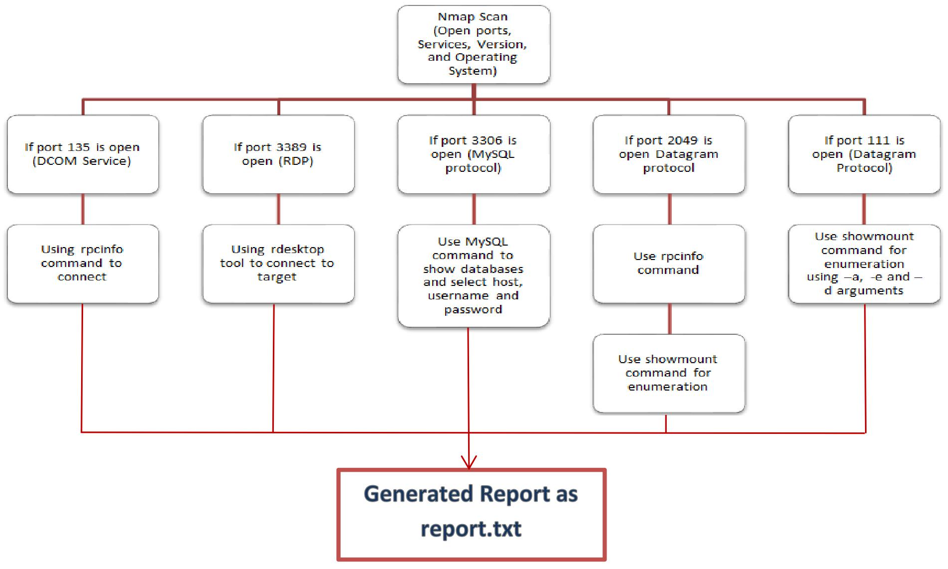 Nmap Scan
(Open ports,
Services, Version,
and Operating
System)
If port 135 is open
(DCOM Service)
If port 3389 is
open (RDP)
If port 3306 is
open (MySQL
protocol)
If port 2049 is
open Datagram
protocol
If port 111 is
open (Datagram
Protocol)
Using rpcinfo
command to
connect
Using rdesktop
tool to connect to
target
Use MySQL
command to
show databases
and select host,
username and
password
Use rpcinfo
command
Use showmount
command for
enumeration
using –a, -e and –
d arguments
Use showmount
command for
enumeration
Generated Report as
report.txt